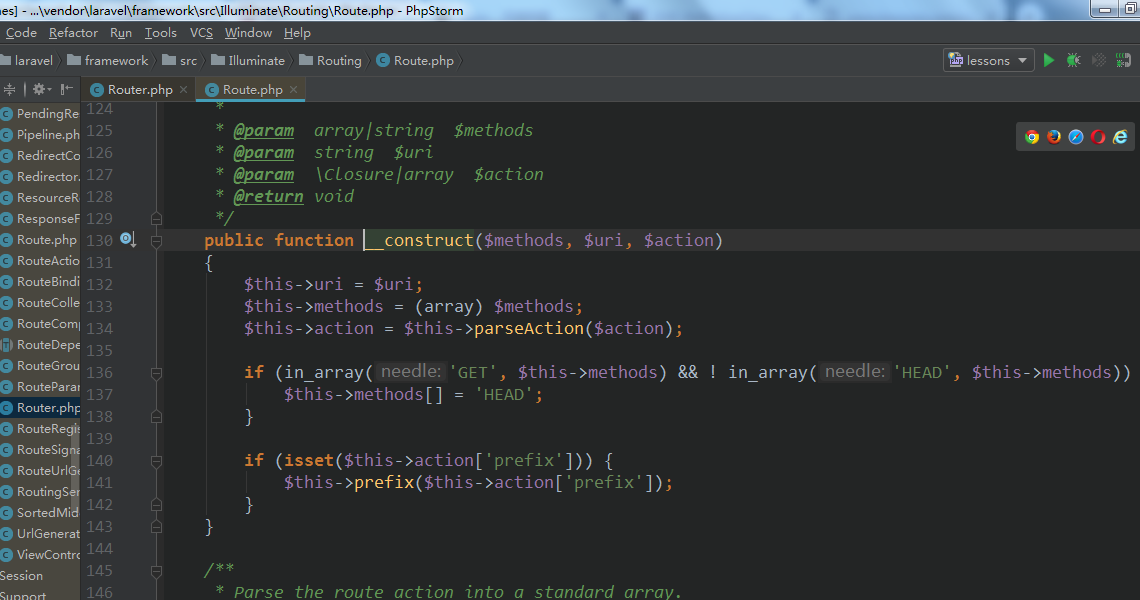 nes] - ...\vendor\laravel\framework\src\Illuminate\Routing\Route.php - PhpStorm
Code Refactor Run Tools VCS Window Help
laravel framework src Illuminate Routing Route.php lessons
Router.php Route.php
PendingRe
Pipeline.ph
RedirectCo
Redirector.
ResourceR
ResponseF
Route.php
RouteActio
RouteBindi
RouteColle
RouteComp
RouteDepe
RouteGrou
RouteParar
Router.php
RouteRegis
RouteSigna
RouteUrlGe
RoutingSer
SortedMid
UrlGenerat
ViewContro
Session
Support
124 *
125 * @param array|string $methods
126 * @param string $uri
127 * @param \Closure|array $action
128 * @return void
129 */
130 public function __construct($methods, $uri, $action)
131 {
132 $this->uri = $uri;
133 $this->methods = (array) $methods;
134 $this->action = $this->parseAction($action);
135
136 if (in_array( needle: 'GET', $this->methods) && ! in_array( needle: 'HEAD', $this->methods))
137 $this->methods[] = 'HEAD';
138 }
139
140 if (isset($this->action['prefix'])) {
141 $this->prefix($this->action['prefix']);
142 }
143 }
144
145 /**
146 * Parse the route action into a standard array.